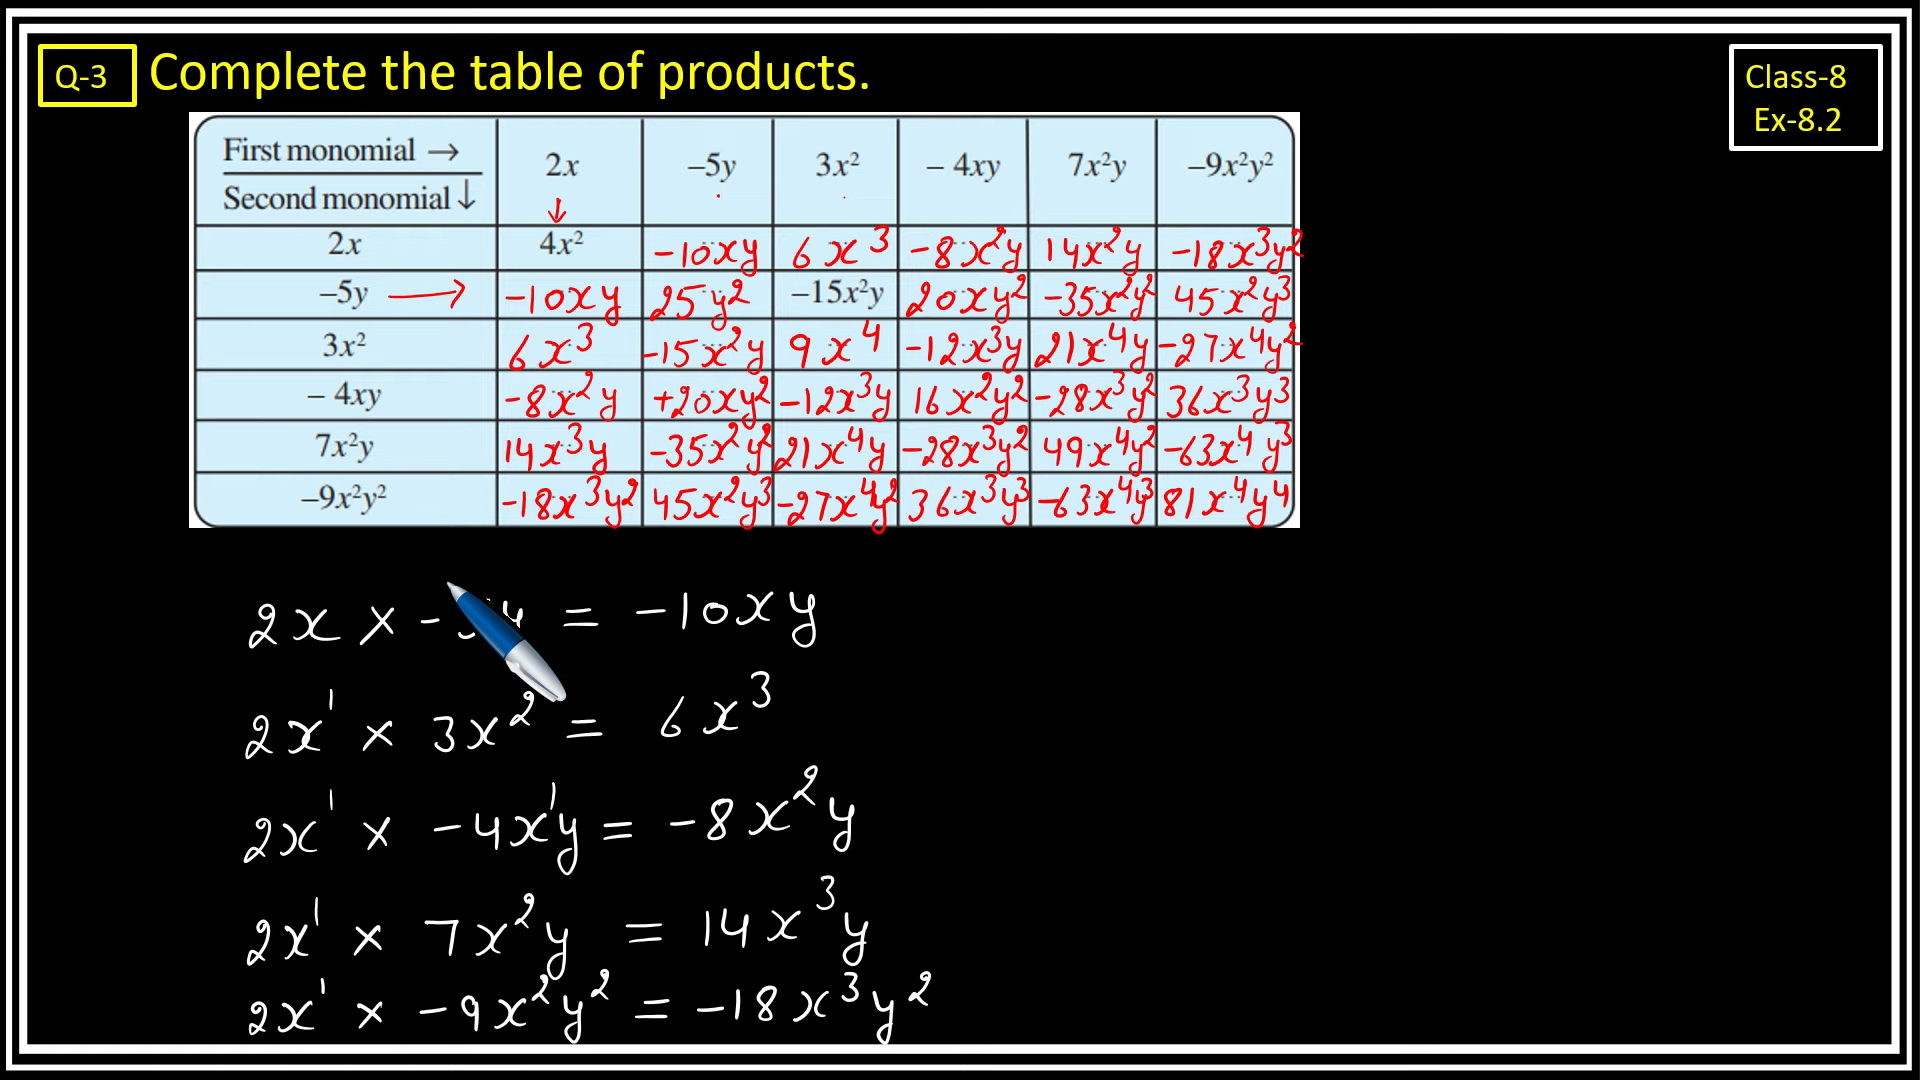 Q-3 Complete the table of products.
Class-8
Ex-8.2
First monomial → 2x –5y 3x² – 4xy 7x²y –9x²y²
Second monomial ↓
2x 4x² -10xy 6x³ -8x²y 14x²y -18x³y²
–5y → -10xy 25y² –15x²y 20xy² -35x²y² 45x²y³
3x² 6x³ -15x²y 9x⁴ -12x³y 21x⁴y -27x⁴y²
– 4xy -8x²y +20xy² -12x³y 16x²y² -28x³y² 36x³y³
7x²y 14x³y -35x²y² 21x⁴y -28x³y² 49x⁴y² -63x⁴y³
–9x²y² -18x³y² 45x²y³ -27x⁴y² 36x³y³ -63x⁴y³ 81x⁴y⁴
2x × - y = -10xy
2x¹ × 3x² = 6x³
2x¹ × -4x¹y = -8x²y
2x¹ × 7x²y = 14x³y
2x¹ × -9x²y² = -18x³y²